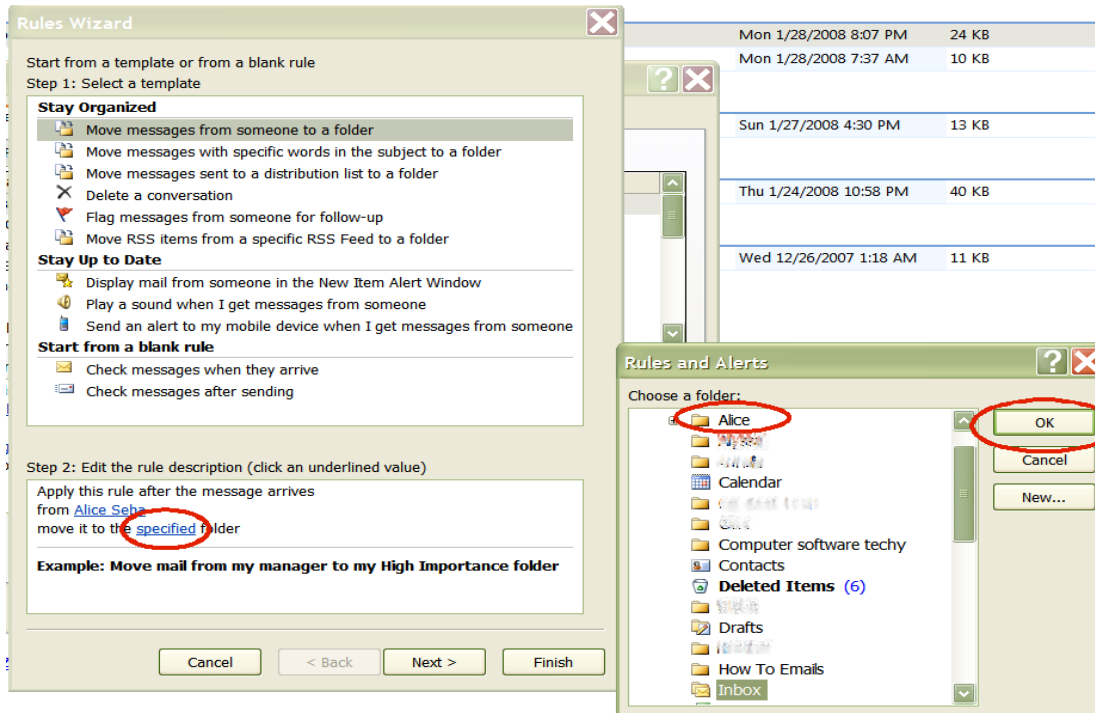 Rules Wizard
Start from a template or from a blank rule
Step 1: Select a template
Stay Organized
Move messages from someone to a folder
Move messages with specific words in the subject to a folder
Move messages sent to a distribution list to a folder
Delete a conversation
Flag messages from someone for follow-up
Move RSS items from a specific RSS Feed to a folder
Stay Up to Date
Display mail from someone in the New Item Alert Window
Play a sound when I get messages from someone
Send an alert to my mobile device when I get messages from someone
Start from a blank rule
Check messages when they arrive
Check messages after sending
Step 2: Edit the rule description (click an underlined value)
Apply this rule after the message arrives
from Alice Seba
move it to the specified folder
Example: Move mail from my manager to my High Importance folder
Cancel < Back Next > Finish
Mon 1/28/2008 8:07 PM 24 KB
Mon 1/28/2008 7:37 AM 10 KB
Sun 1/27/2008 4:30 PM 13 KB
Thu 1/24/2008 10:58 PM 40 KB
Wed 12/26/2007 1:18 AM 11 KB
Rules and Alerts
Choose a folder:
Alice
Calendar
Computer software techy
Contacts
Deleted Items (6)
Drafts
How To Emails
Inbox
OK
Cancel
New...